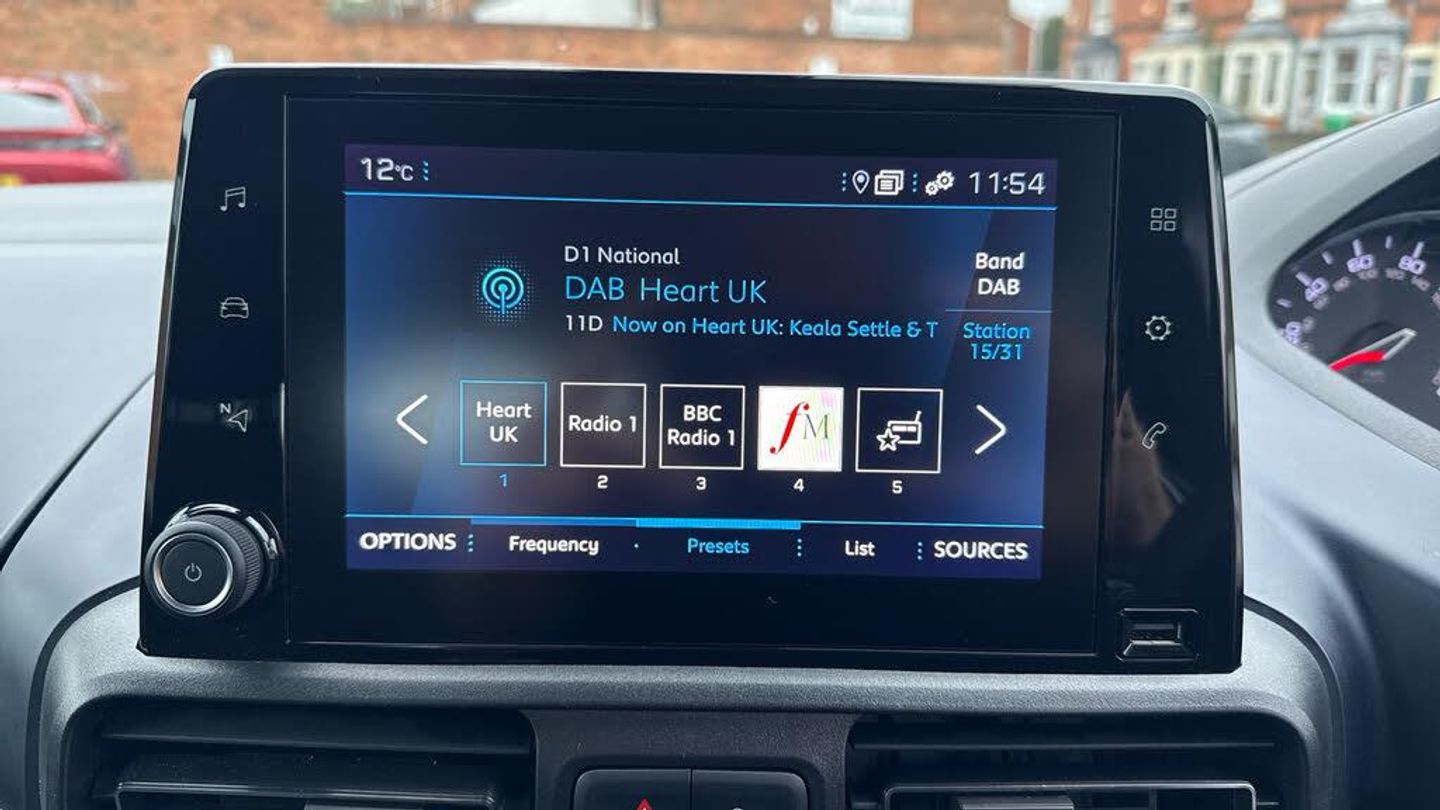 12°C
11:54
D1 National
DAB Heart UK
11D Now on Heart UK: Keala Settle & T
Band
DAB
Station
15/31
Heart
UK
Radio 1
BBC
Radio 1
fM
1
2
3
4
5
OPTIONS
Frequency
Presets
List
SOURCES
N
60
80